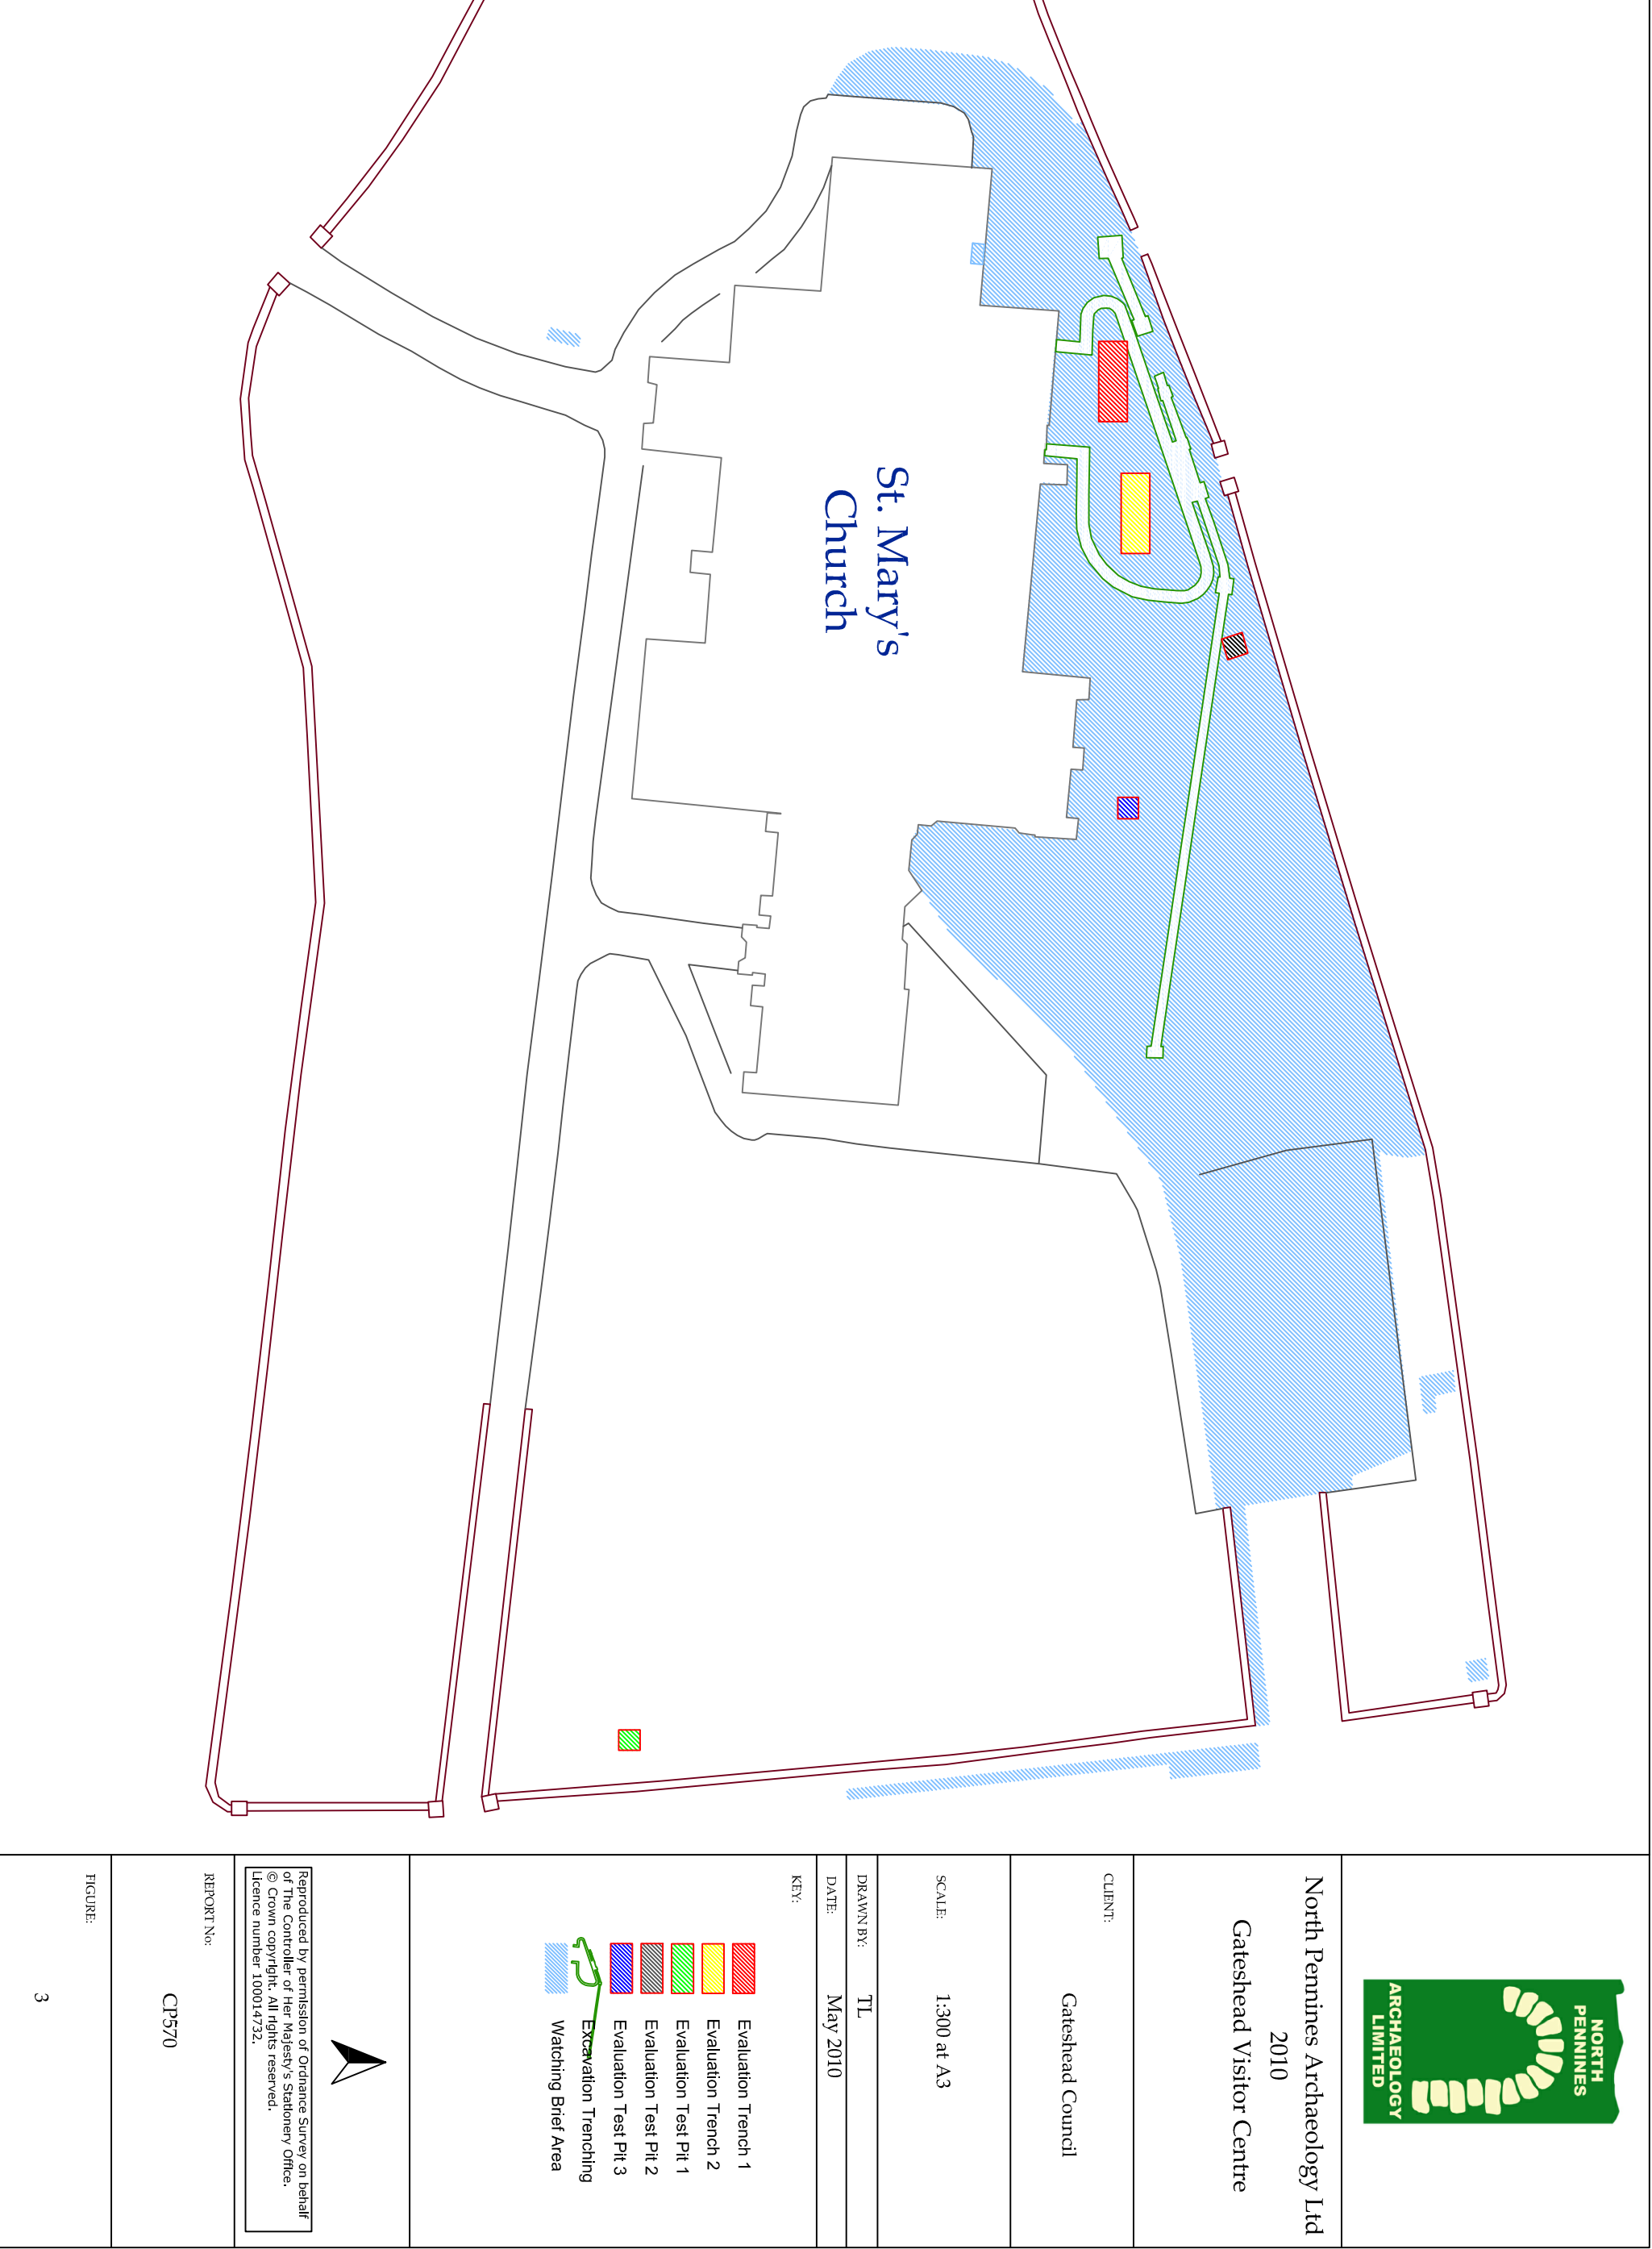 St. Mary's
Church
NORTH
PENNINES
ARCHAEOLOGY
LIMITED
North Pennines Archaeology Ltd
2010
Gateshead Visitor Centre
CLIENT:
Gateshead Council
SCALE:
1:300 at A3
DRAWN BY:
TL
DATE:
May 2010
KEY:
Evaluation Trench 1
Evaluation Trench 2
Evaluation Test Pit 1
Evaluation Test Pit 2
Evaluation Test Pit 3
Excavation Trenching
Watching Brief Area
Reproduced by permission of Ordnance Survey on behalf
of The Controller of Her Majesty's Stationery Office.
© Crown copyright. All rights reserved.
Licence number 100014732.
REPORT No:
CP570
FIGURE:
3